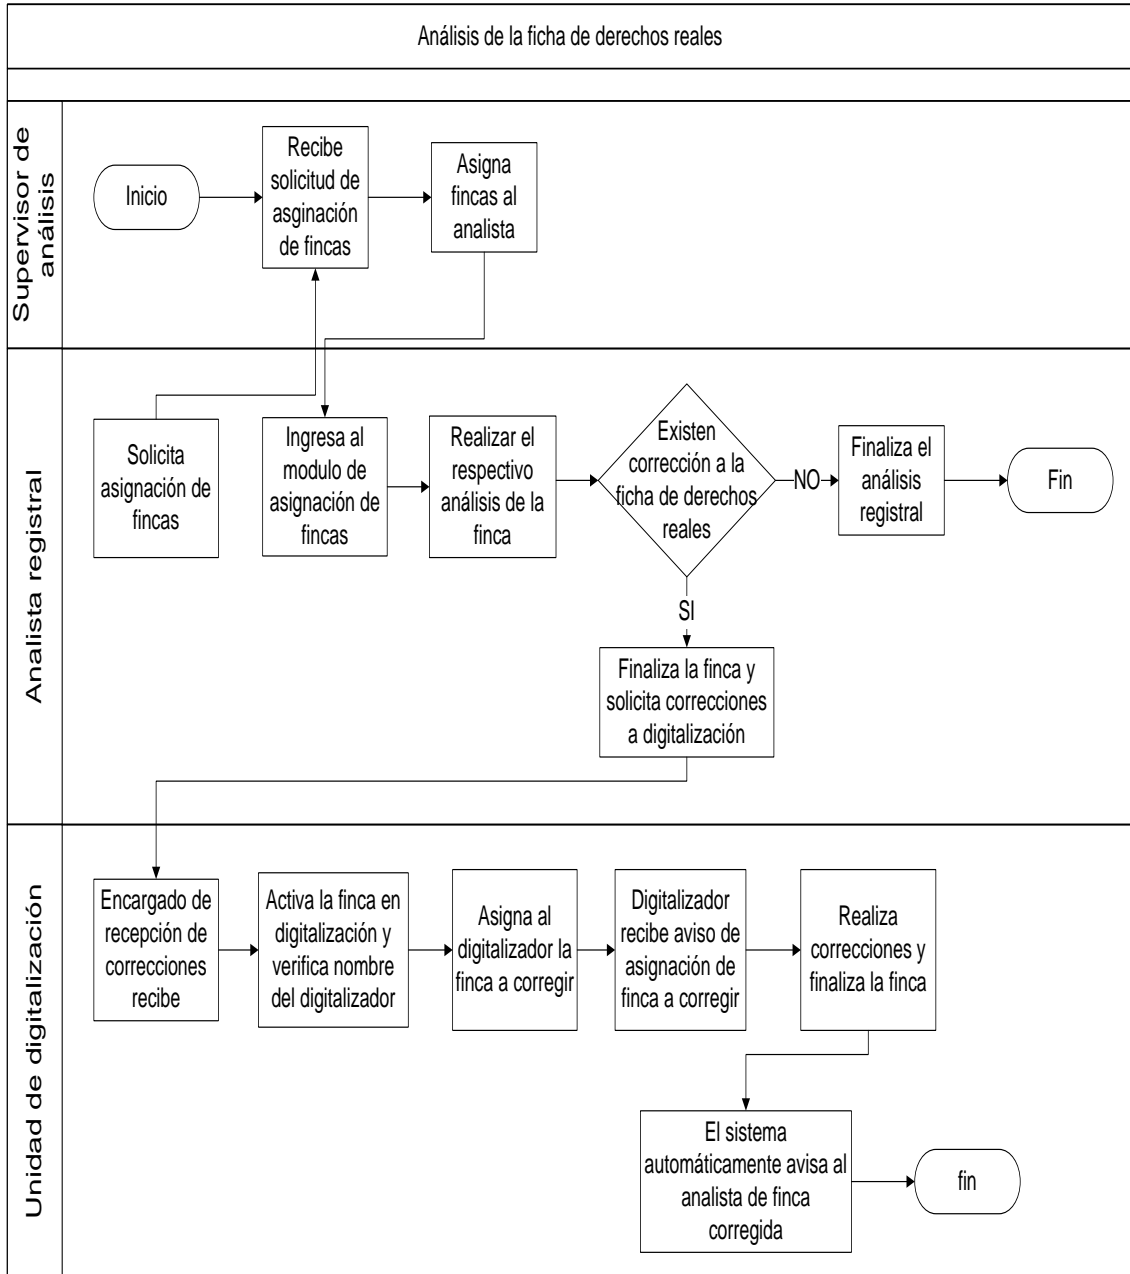 Análisis de la ficha de derechos reales
Supervisor de
análisis
Inicio
Recibe
solicitud de
asginación
de fincas
Asigna
fincas al
analista
Analista registral
Solicita
asignación de
fincas
Ingresa al
modulo de
asignación de
fincas
Realizar el
respectivo
análisis de la
finca
Existen
corrección a la
ficha de derechos
reales
NO
Finaliza el
análisis
registral
Fin
SI
Finaliza la finca y
solicita correcciones
a digitalización
Unidad de digitalización
Encargado de
recepción de
correcciones
recibe
Activa la finca en
digitalización y
verifica nombre
del digitalizador
Asigna al
digitalizador la
finca a corregir
Digitalizador
recibe aviso de
asignación de
finca a corregir
Realiza
correcciones y
finaliza la finca
El sistema
automáticamente avisa al
analista de finca
corregida
fin